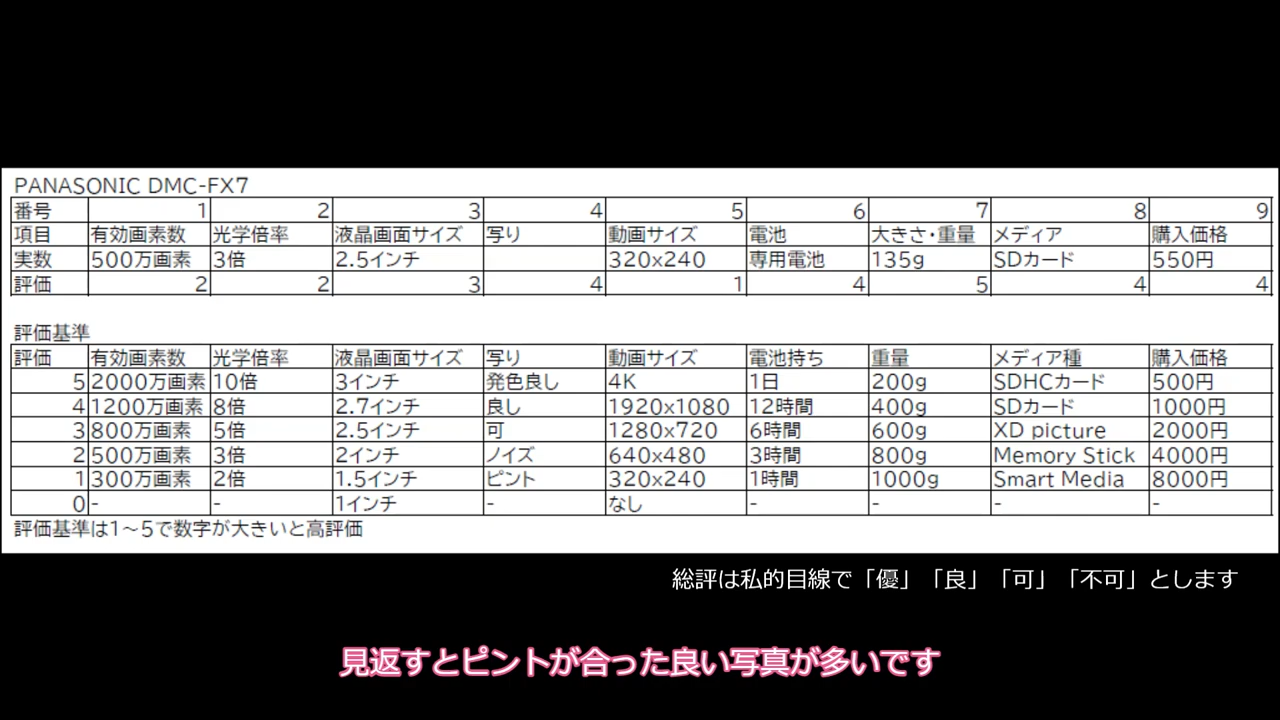 PANASONIC DMC-FX7
番号 1 2 3 4 5 6 7 8 9
項目 有効画素数 光学倍率 液晶画面サイズ 写り 動画サイズ 電池 大きさ・重量 メディア 購入価格
実数 500万画素 3倍 2.5インチ 320x240 専用電池 135g SDカード 550円
評価 2 2 3 4 1 4 5 4 4
評価基準
評価 有効画素数 光学倍率 液晶画面サイズ 写り 動画サイズ 電池持ち 重量 メディア種 購入価格
5 2000万画素 10倍 3インチ 発色良し 4K 1日 200g SDHCカード 500円
4 1200万画素 8倍 2.7インチ 良し 1920x1080 12時間 400g SDカード 1000円
3 800万画素 5倍 2.5インチ 可 1280x720 6時間 600g XD picture 2000円
2 500万画素 3倍 2インチ ノイズ 640x480 3時間 800g Memory Stick 4000円
1 300万画素 2倍 1.5インチ ピント 320x240 1時間 1000g Smart Media 8000円
0 - - 1インチ - なし - - - -
評価基準は1～5で数字が大きいと高評価
総評は私的目線で「優」「良」「可」「不可」とします
見返すとピントが合った良い写真が多いです